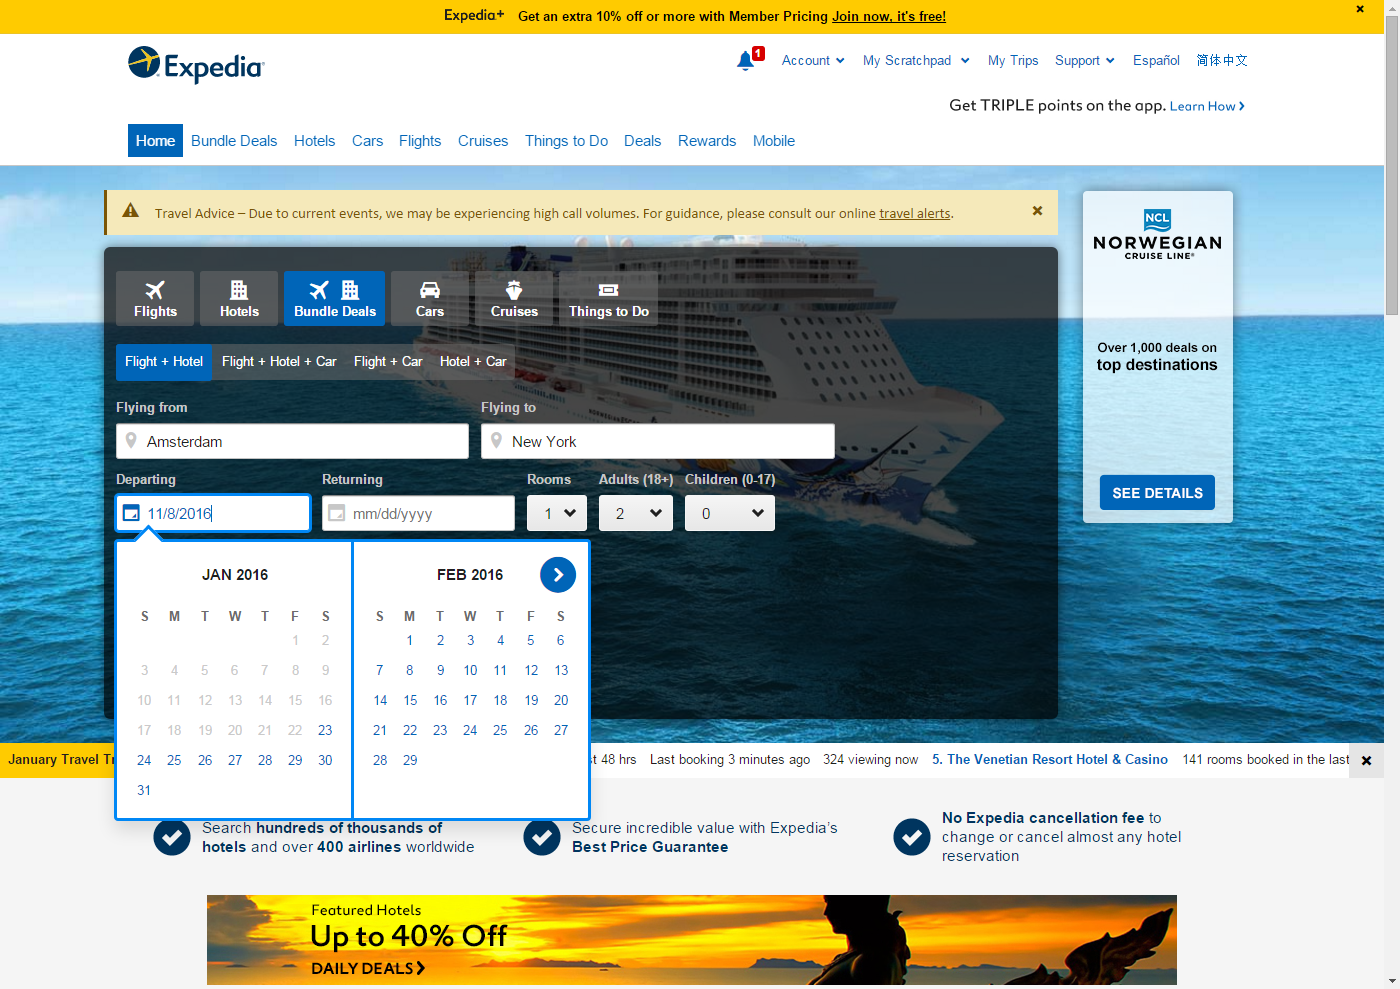 Expedia+ Get an extra 10% off or more with Member Pricing Join now, it's free!
Expedia
1 Account My Scratchpad My Trips Support Español 简体中文
Get TRIPLE points on the app. Learn How
Home Bundle Deals Hotels Cars Flights Cruises Things to Do Deals Rewards Mobile
Travel Advice – Due to current events, we may be experiencing high call volumes. For guidance, please consult our online travel alerts.
NCL
NORWEGIAN
CRUISE LINE®
Over 1,000 deals on
top destinations
SEE DETAILS
Flights Hotels Bundle Deals Cars Cruises Things to Do
Flight + Hotel Flight + Hotel + Car Flight + Car Hotel + Car
Flying from Flying to
Amsterdam New York
Departing Returning Rooms Adults (18+) Children (0-17)
11/8/2016 mm/dd/yyyy 1 2 0
JAN 2016
S M T W T F S
1 2
3 4 5 6 7 8 9
10 11 12 13 14 15 16
17 18 19 20 21 22 23
24 25 26 27 28 29 30
31
FEB 2016
S M T W T F S
1 2 3 4 5 6
7 8 9 10 11 12 13
14 15 16 17 18 19 20
21 22 23 24 25 26 27
28 29
January Travel Tr st 48 hrs Last booking 3 minutes ago 324 viewing now 5. The Venetian Resort Hotel & Casino 141 rooms booked in the last
Search hundreds of thousands of
hotels and over 400 airlines worldwide
Secure incredible value with Expedia's
Best Price Guarantee
No Expedia cancellation fee to
change or cancel almost any hotel
reservation
Featured Hotels
Up to 40% Off
DAILY DEALS